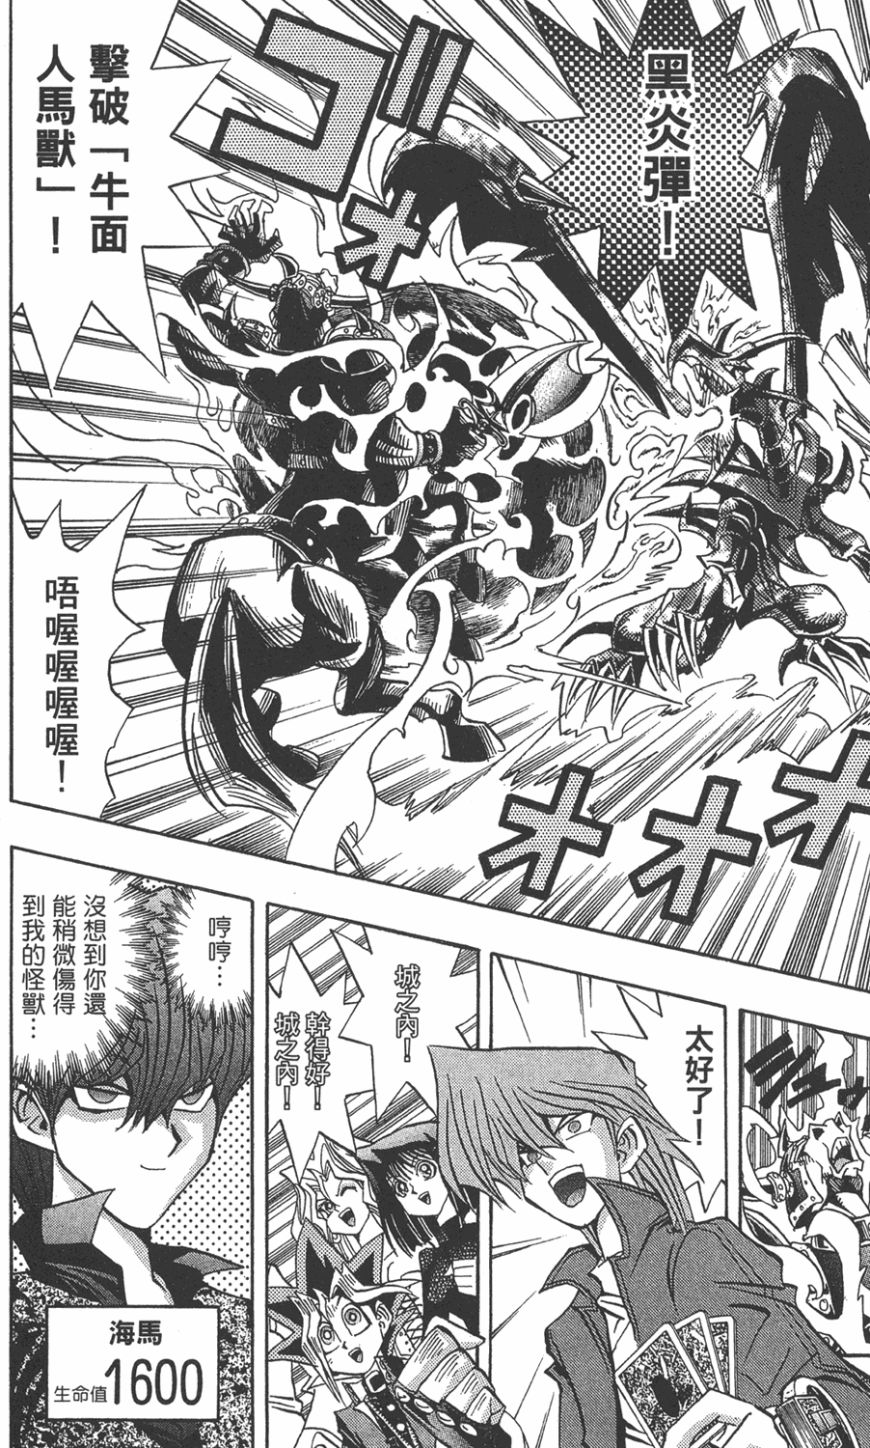 黑炎彈！
ゴオ
擊破「牛面
人馬獸」！
唔喔喔喔喔！
オオオ
太好了！
城之內！
幹得好！
城之內！
哼哼…
沒想到你還
能稍微傷得
到我的怪獸…
海馬
生命值1600